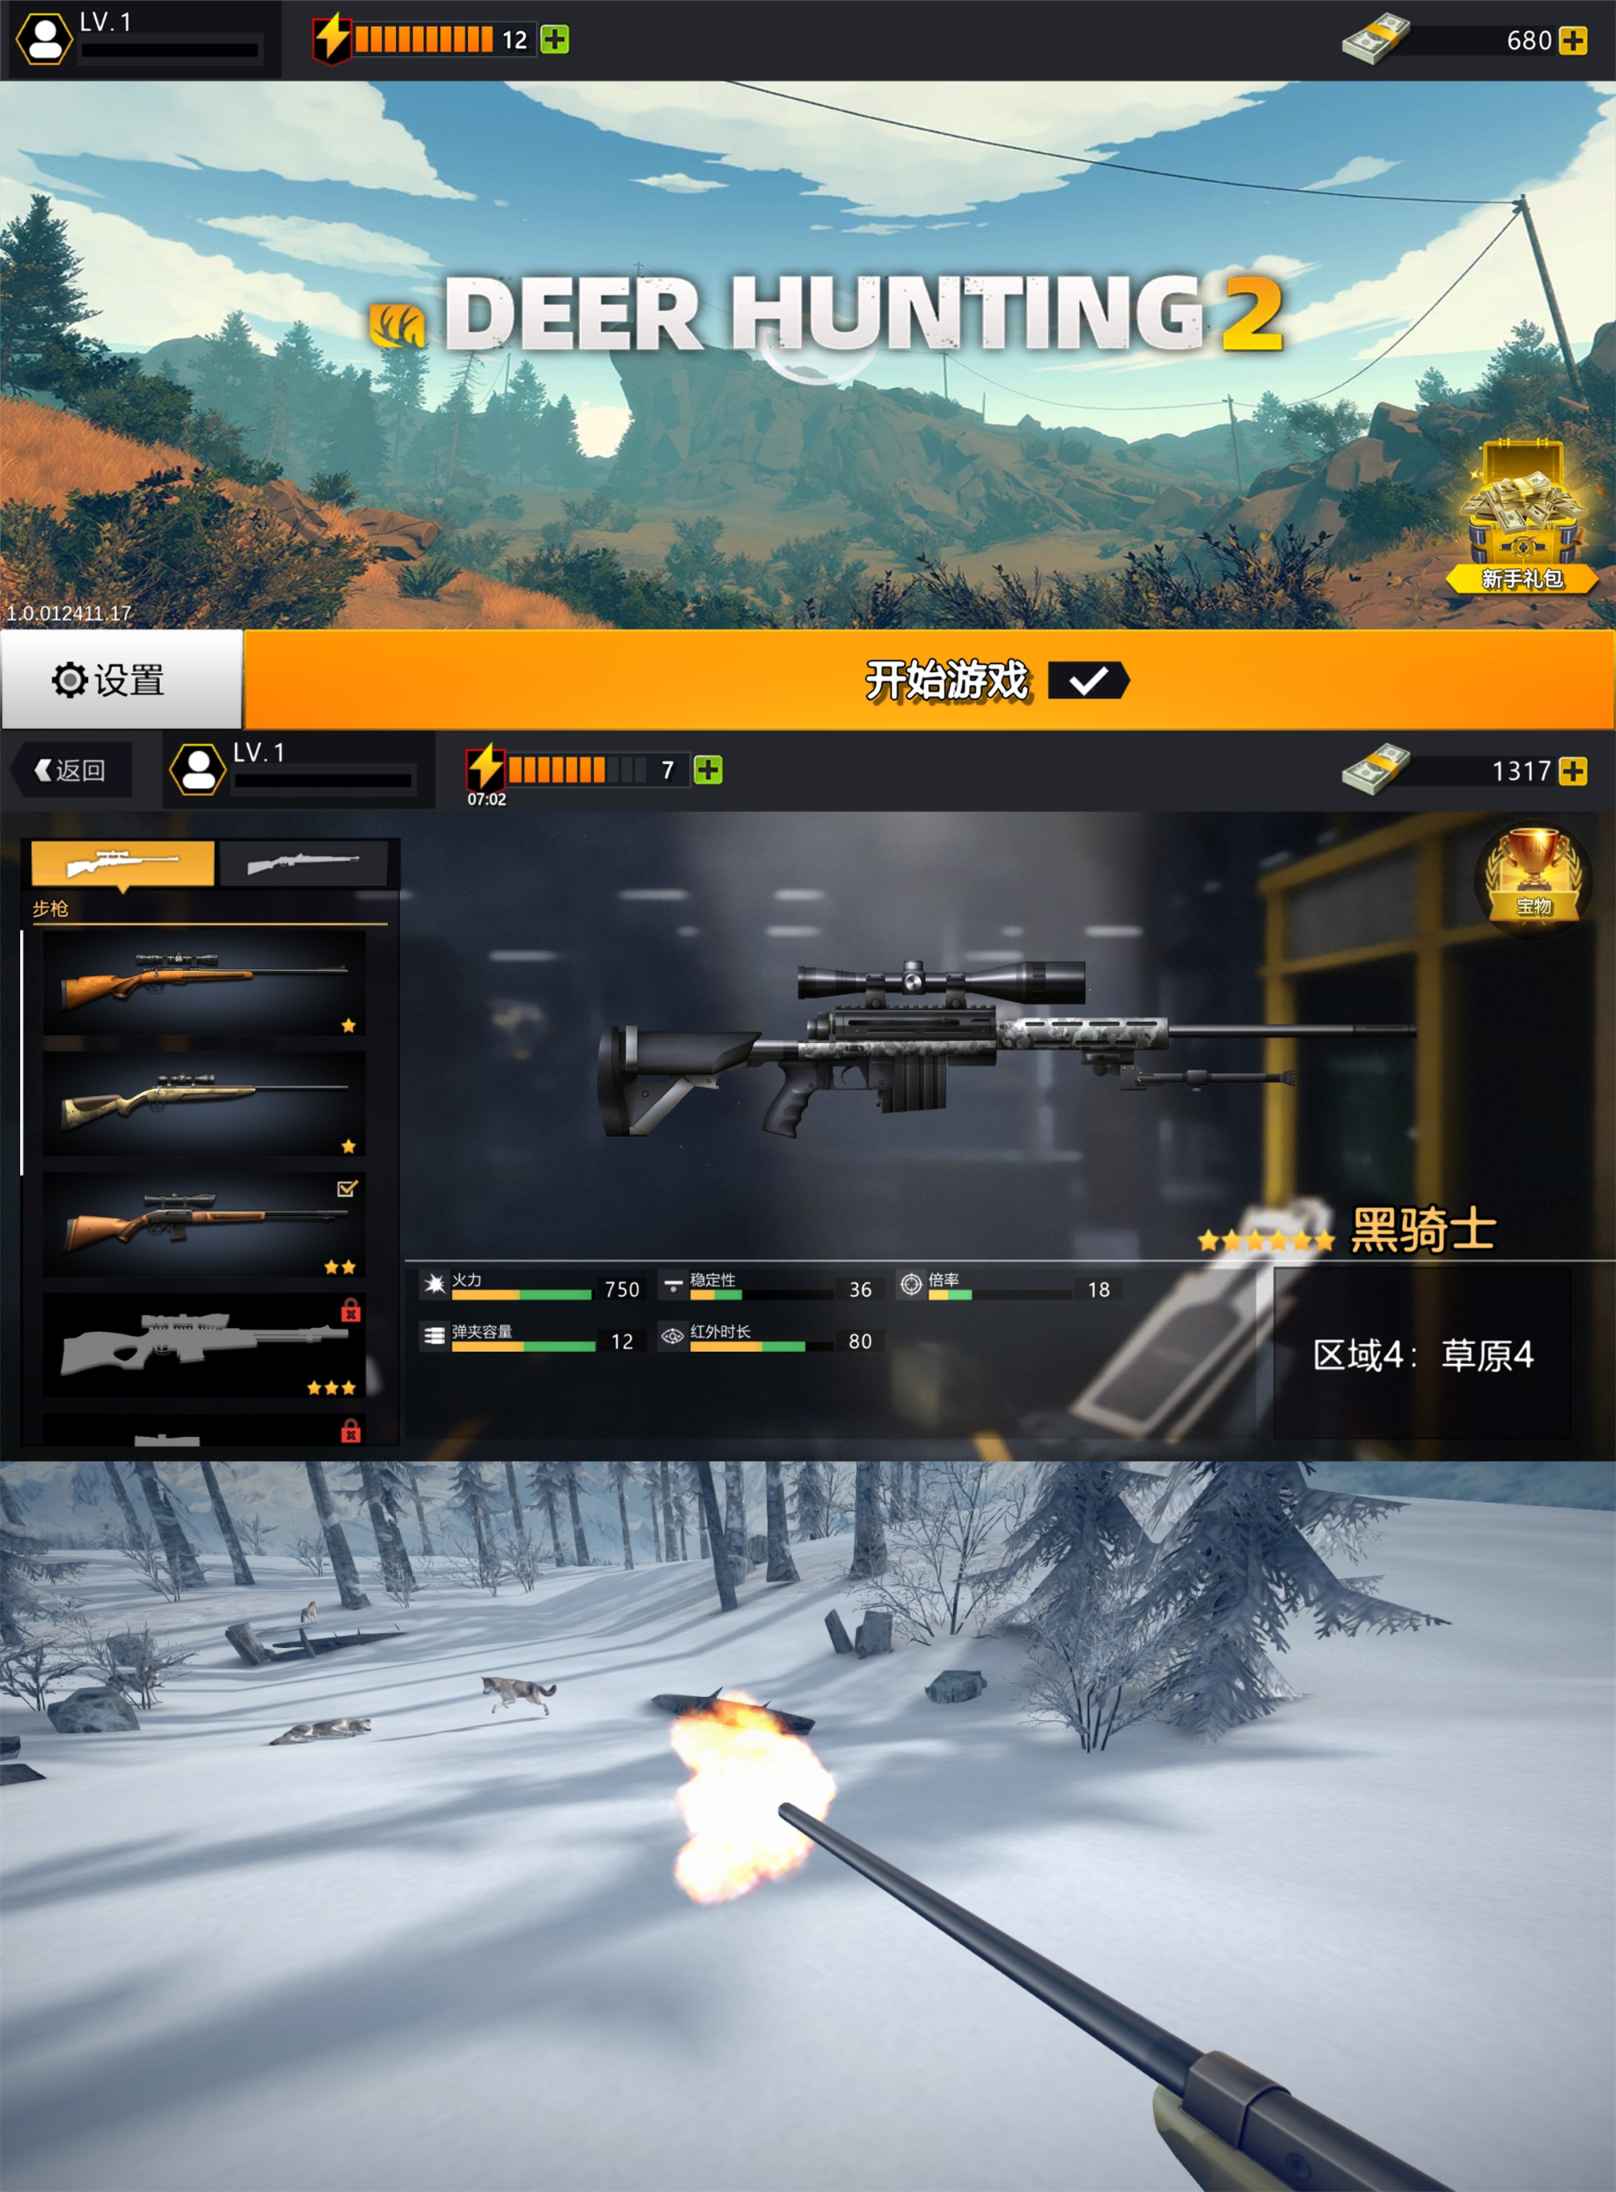 LV.1
12
680
DEER HUNTING 2
新手礼包
1.0.012411.17
设置
开始游戏
返回
LV.1
7
07:02
1317
宝物
步枪
黑骑士
火力 750
稳定性 36
倍率 18
弹夹容量 12
红外时长 80
区域4：草原4